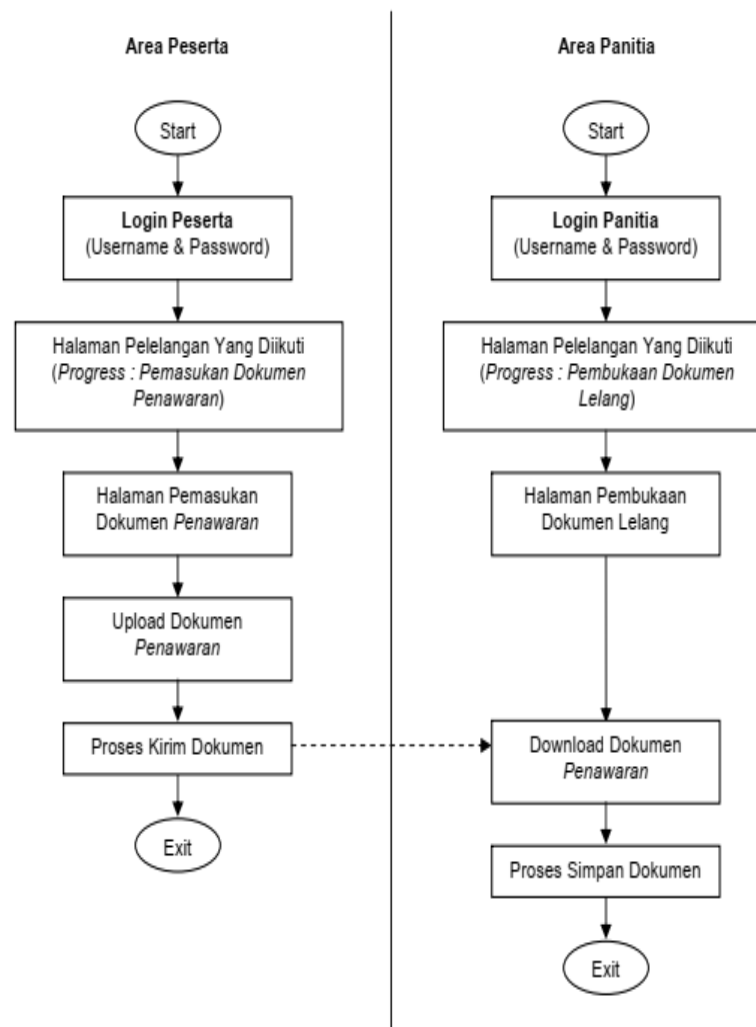 Area Peserta
Start
Login Peserta
(Username & Password)
Halaman Pelelangan Yang Diikuti
(Progress : Pemasukan Dokumen
Penawaran)
Halaman Pemasukan
Dokumen Penawaran
Upload Dokumen
Penawaran
Proses Kirim Dokumen
Exit
Area Panitia
Start
Login Panitia
(Username & Password)
Halaman Pelelangan Yang Diikuti
(Progress : Pembukaan Dokumen
Lelang)
Halaman Pembukaan
Dokumen Lelang
Download Dokumen
Penawaran
Proses Simpan Dokumen
Exit